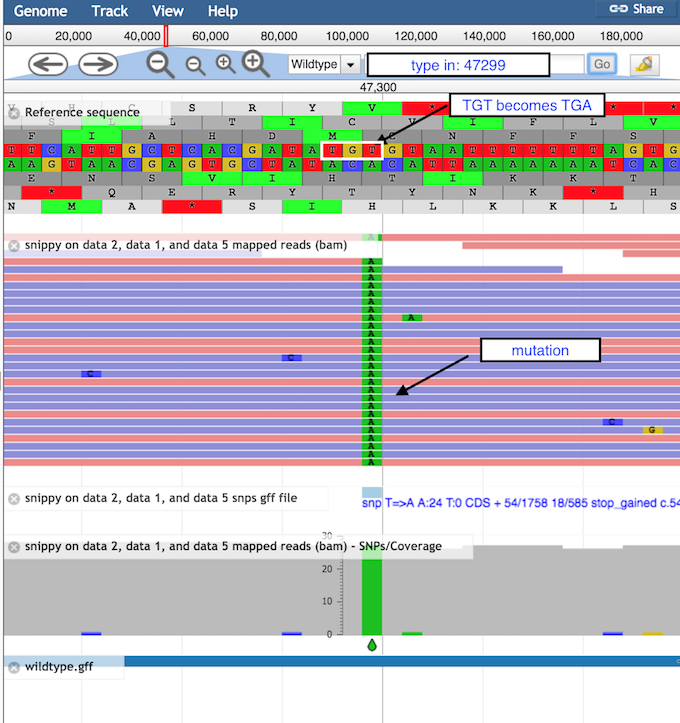 Genome Track View Help Share
0 20,000 40,000 60,000 80,000 100,000 120,000 140,000 160,000 180,000
Wildtype type in: 47299 Go
47,300
TGT becomes TGA
S R Y V *
Reference sequence
L T I C V I F L V
F I A H D M C N F F S
T T C A T T G C T C A C G A T A T G T G T A A T T T T T T T A G T G
A A G T A A C G A G T G C T A T A C A C A T T A A A A A A A T C A C
E N S V I H T I K K
* Q E R Y T Y N K * H
N M A * S I H L K K L S
snippy on data 2, data 1, and data 5 mapped reads (bam)
A
A
A
A
A
A
A
A A
A
A
A
A
C A
A
C A
A
A
A
A
A
A C
A G
A
A
A
A
mutation
snippy on data 2, data 1, and data 5 snps gff file
snp T=>A A:24 T:0 CDS + 54/1758 18/585 stop_gained c.54
30
snippy on data 2, data 1, and data 5 mapped reads (bam) - SNPs/Coverage
20
10
0
wildtype.gff